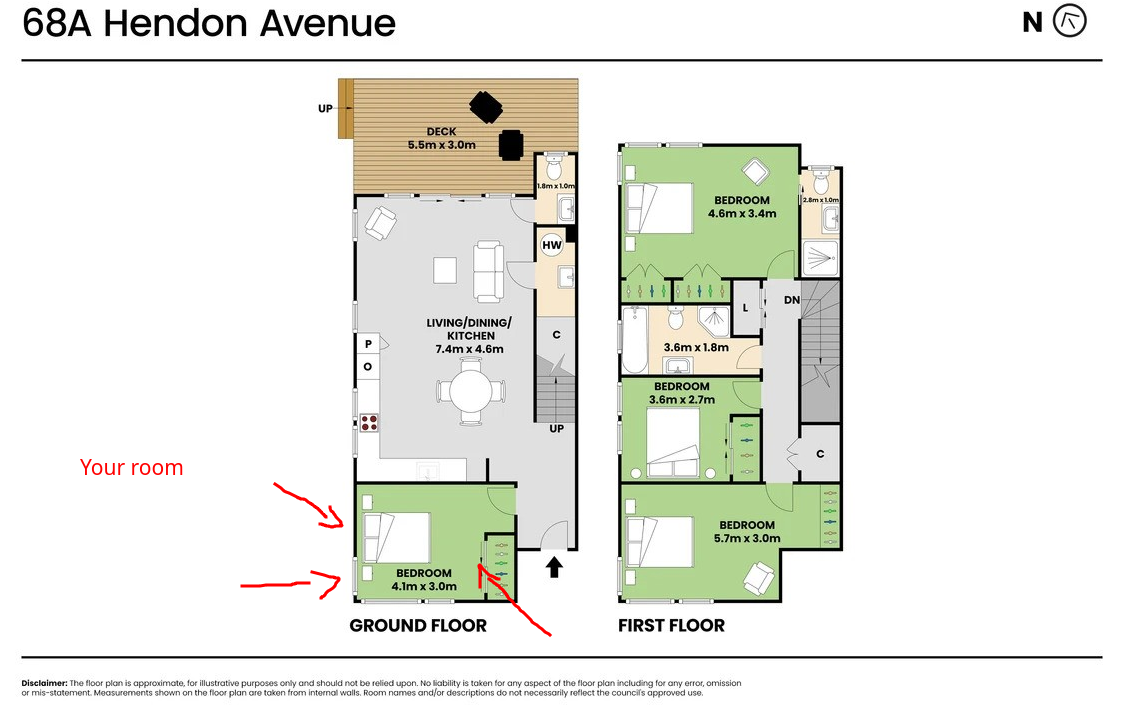 68A Hendon Avenue
N
UP
DECK
5.5m x 3.0m
1.8m x 1.0m
HW
LIVING/DINING/
KITCHEN
7.4m x 4.6m
P
O
C
UP
Your room
BEDROOM
4.1m x 3.0m
GROUND FLOOR
BEDROOM
4.6m x 3.4m
2.8m x 1.0m
L
DN
3.6m x 1.8m
BEDROOM
3.6m x 2.7m
C
BEDROOM
5.7m x 3.0m
FIRST FLOOR
Disclaimer: The floor plan is approximate, for illustrative purposes only and should not be relied upon. No liability is taken for any aspect of the floor plan including for any error, omission
or mis-statement. Measurements shown on the floor plan are taken from internal walls. Room names and/or descriptions do not necessarily reflect the council's approved use.